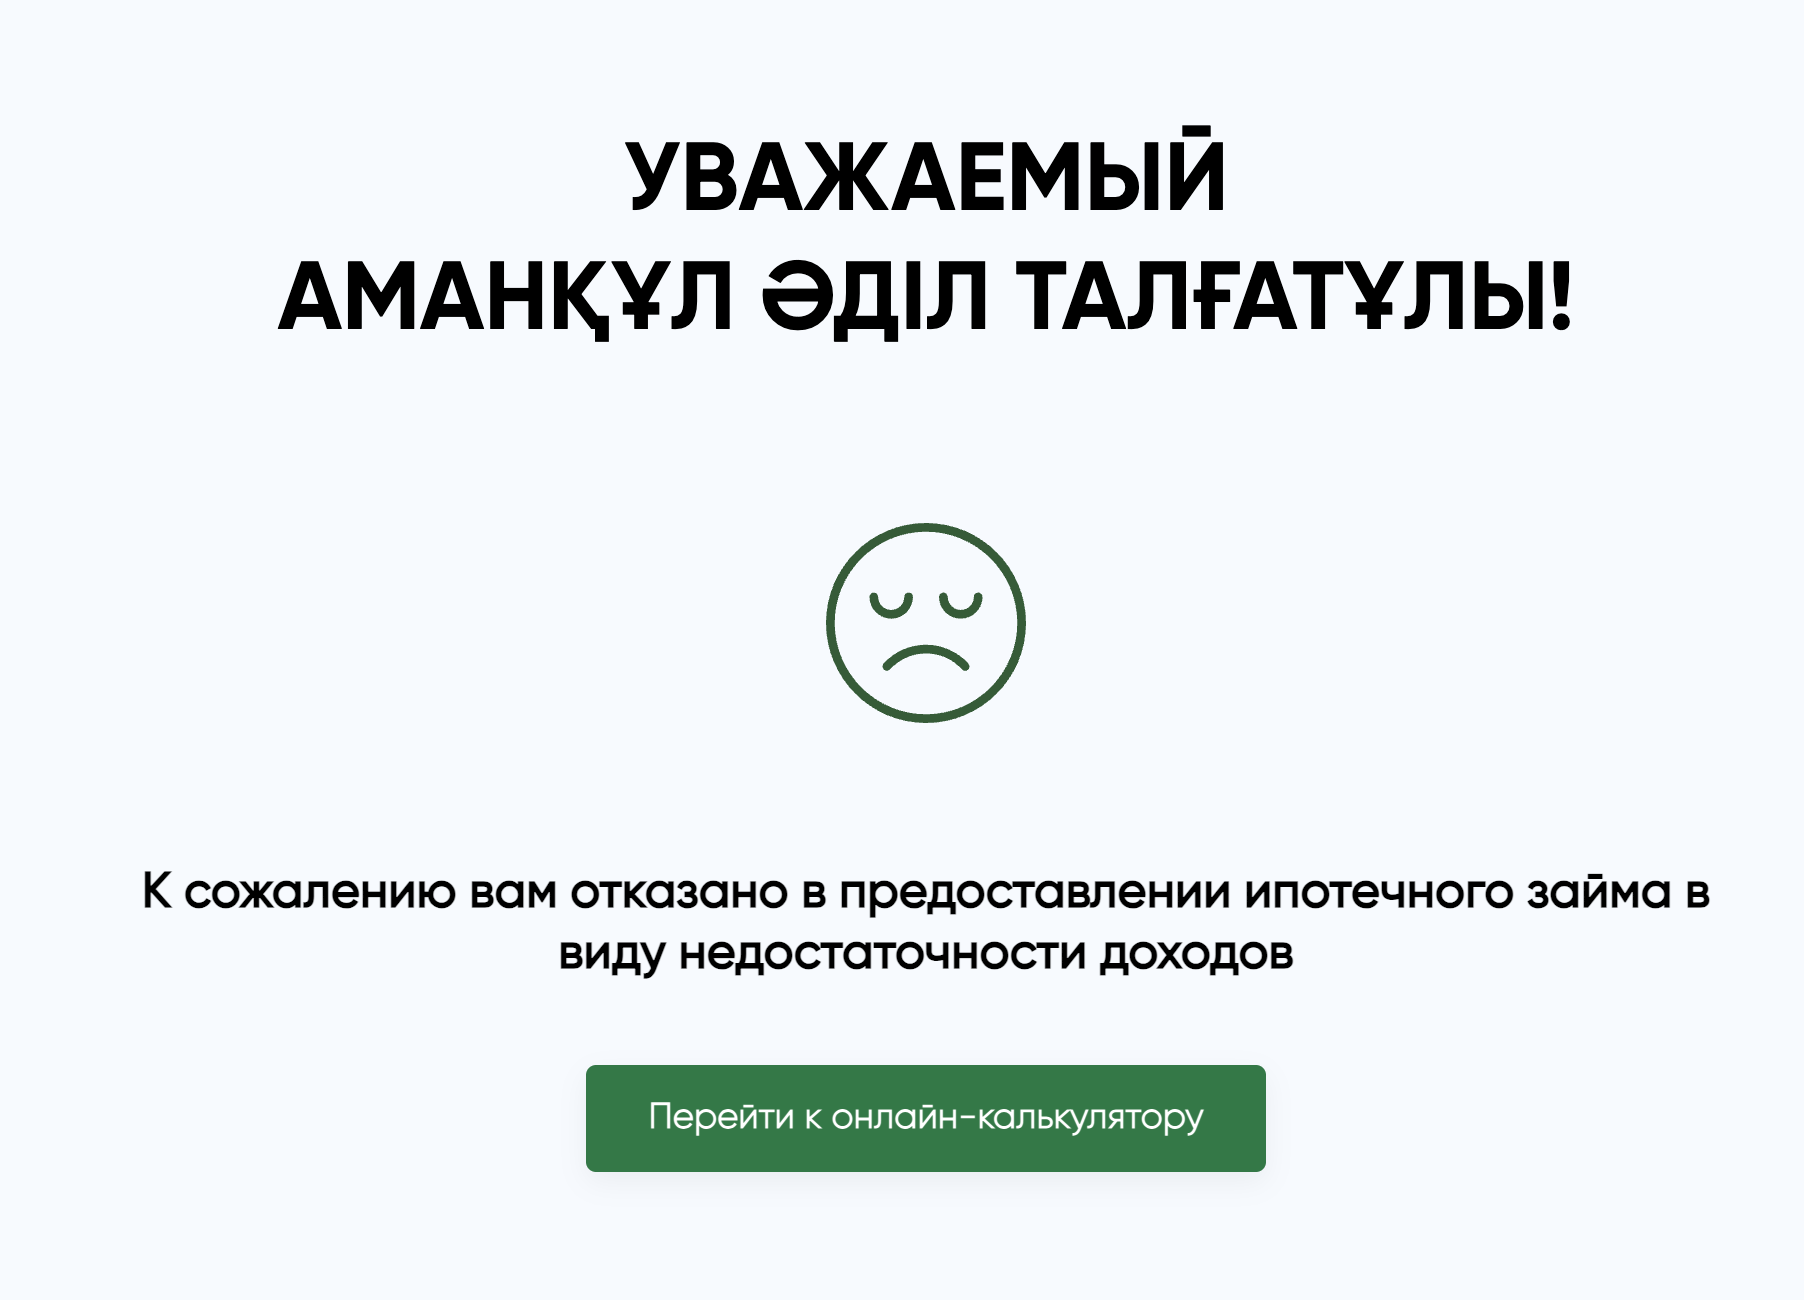 УВАЖАЕМЫЙ
АМАНҚҰЛ ӘДІЛ ТАЛҒАТҰЛЫ!
К сожалению вам отказано в предоставлении ипотечного займа в
виду недостаточности доходов
Перейти к онлайн-калькулятору